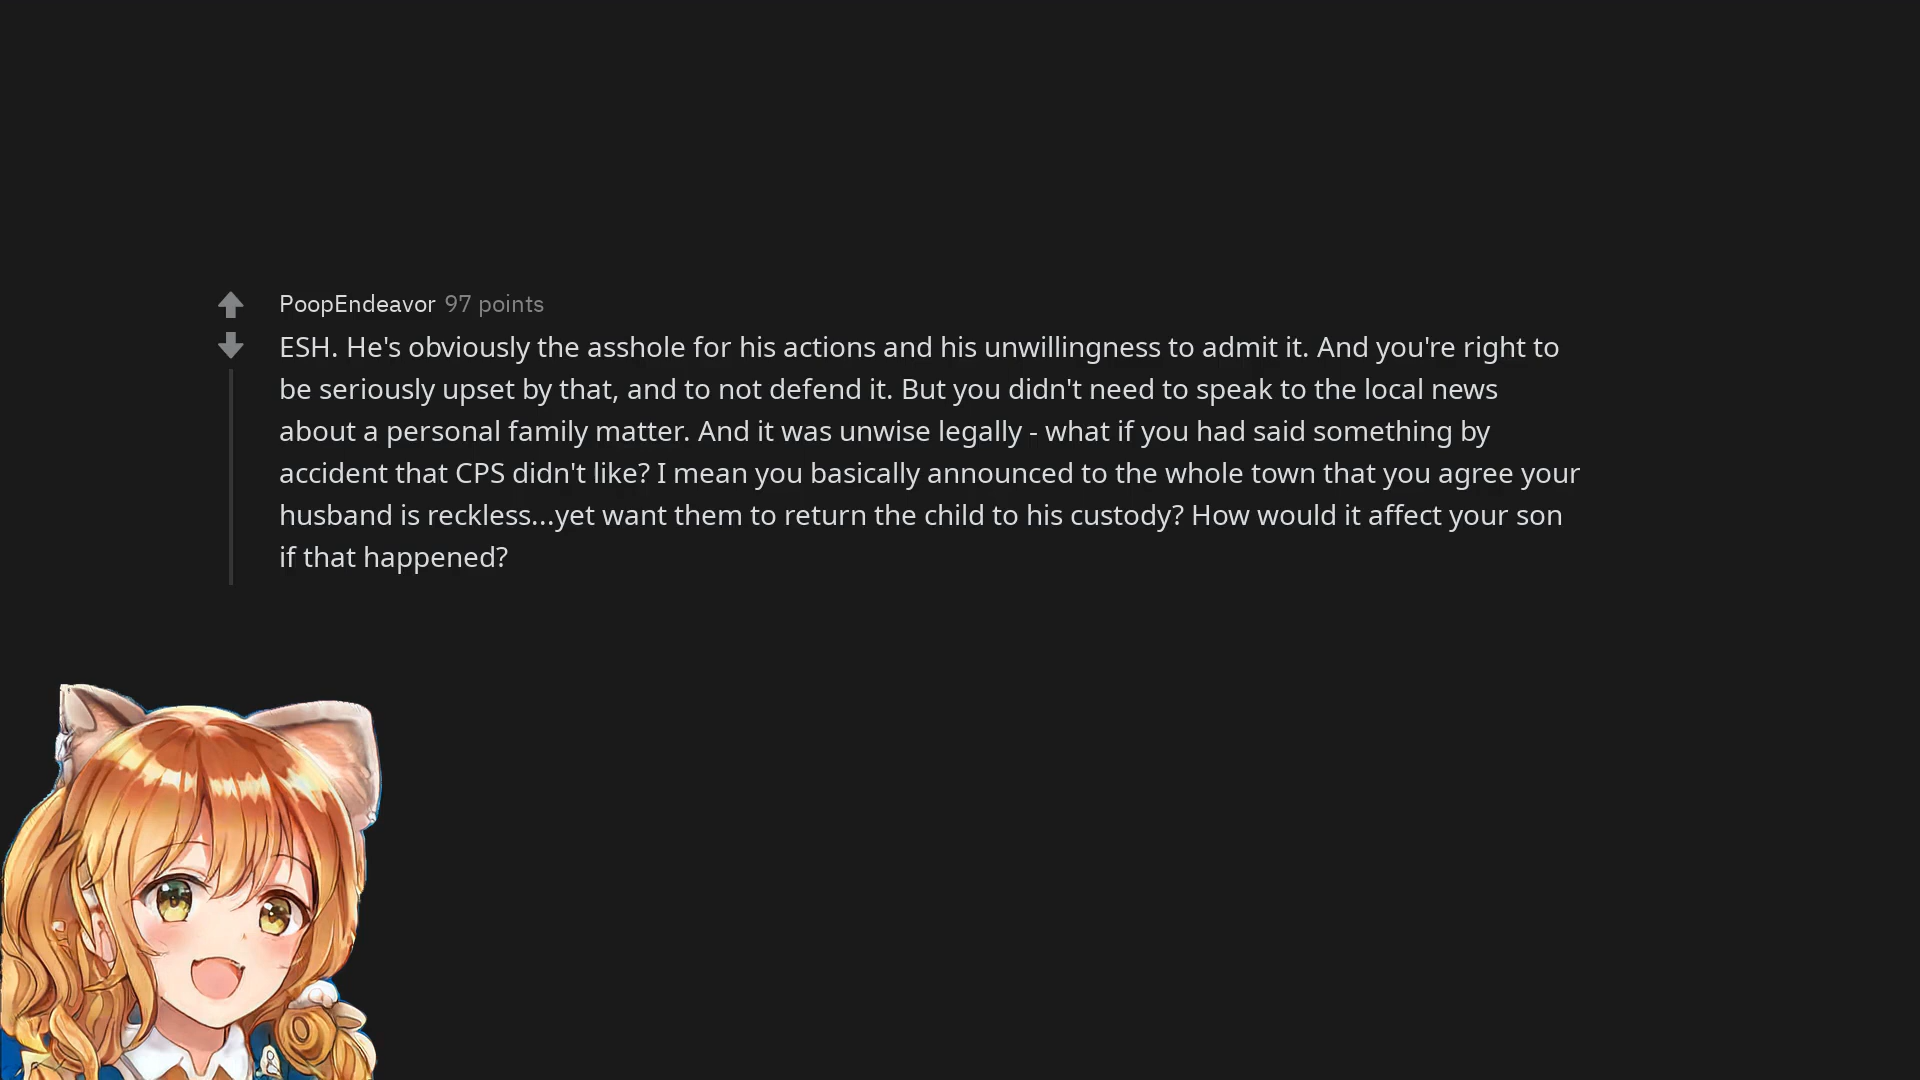 PoopEndeavor 97 points
ESH. He's obviously the asshole for his actions and his unwillingness to admit it. And you're right to
be seriously upset by that, and to not defend it. But you didn't need to speak to the local news
about a personal family matter. And it was unwise legally - what if you had said something by
accident that CPS didn't like? I mean you basically announced to the whole town that you agree your
husband is reckless...yet want them to return the child to his custody? How would it affect your son
if that happened?